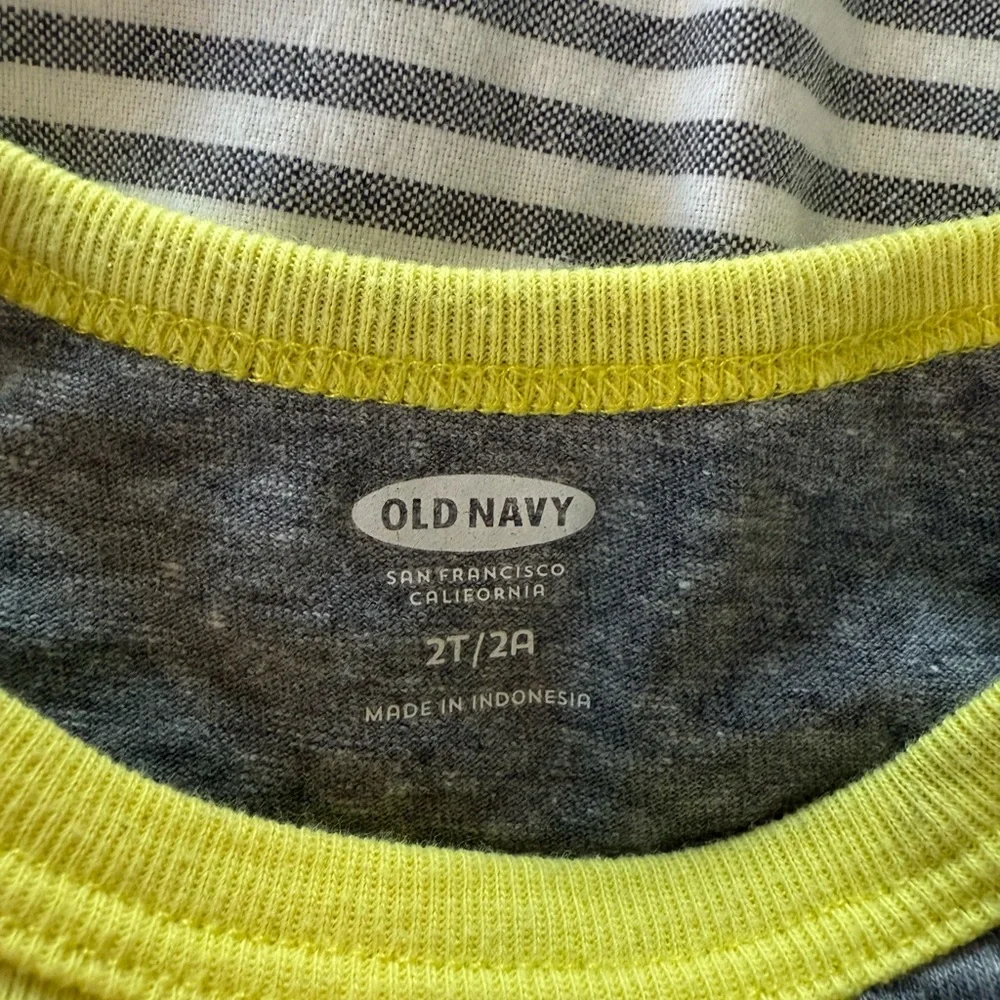 OLD NAVY
SAN FRANCISCO
CALIFORNIA
2T/2A
MADE IN INDONESIA